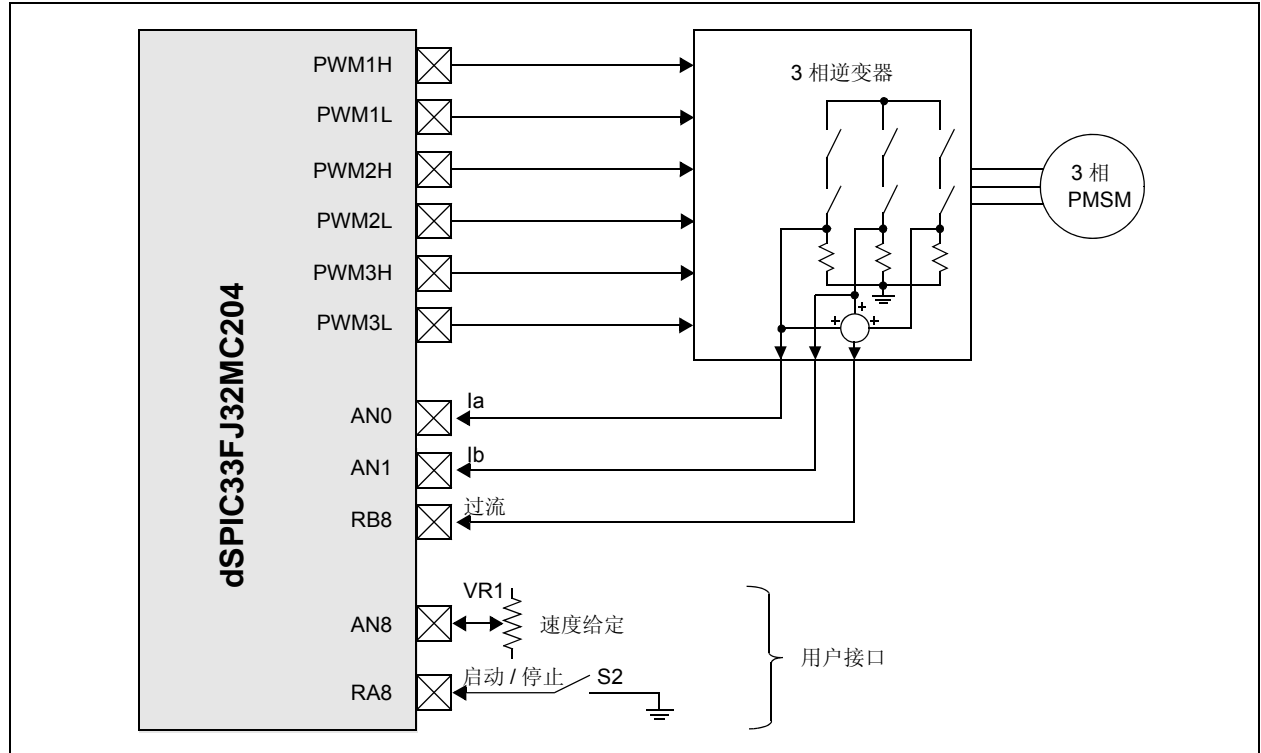 dSPIC33FJ32MC204
PWM1H
PWM1L
PWM2H
PWM2L
PWM3H
PWM3L
AN0
AN1
RB8
AN8
RA8
3 相逆变器
+
+
+
3 相
PMSM
Ia
Ib
过流
VR1
速度给定
启动 / 停止
S2
用户接口